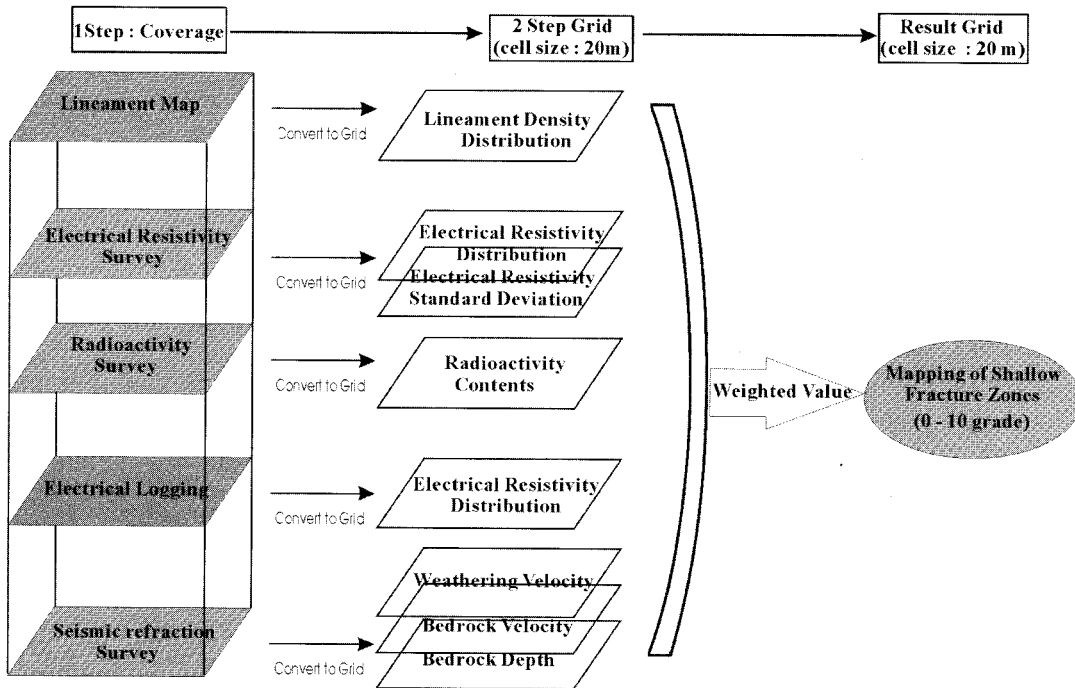 1Step : Coverage
2 Step Grid
(cell size : 20m)
Result Grid
(cell size : 20 m)
Lineament Map
Convert to Grid
Lineament Density
Distribution
Electrical Resistivity
Survey
Convert to Grid
Electrical Resistivity
Distribution
Electrical Resistivity
Standard Deviation
Radioactivity
Survey
Convert to Grid
Radioactivity
Contents
Weighted Value
Mapping of Shallow
Fracture Zones
(0 - 10 grade)
Electrical Logging
Convert to Grid
Electrical Resistivity
Distribution
Seismic refraction
Survey
Convert to Grid
Weathering Velocity
Bedrock Velocity
Bedrock Depth